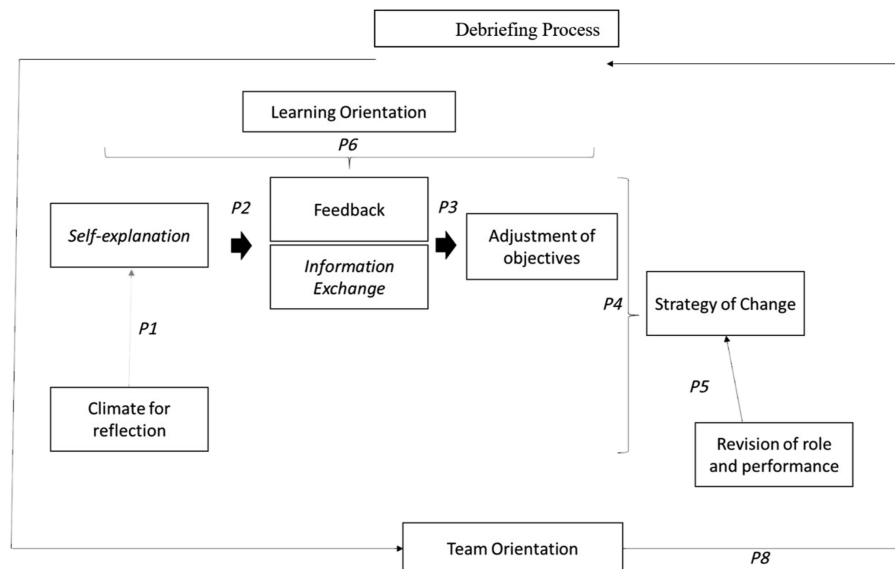 Debriefing Process
Learning Orientation
P6
Self-explanation
P2
Feedback
Information
Exchange
P3
Adjustment of
objectives
P4
Strategy of Change
P1
P5
Climate for
reflection
Revision of role
and performance
Team Orientation
P8